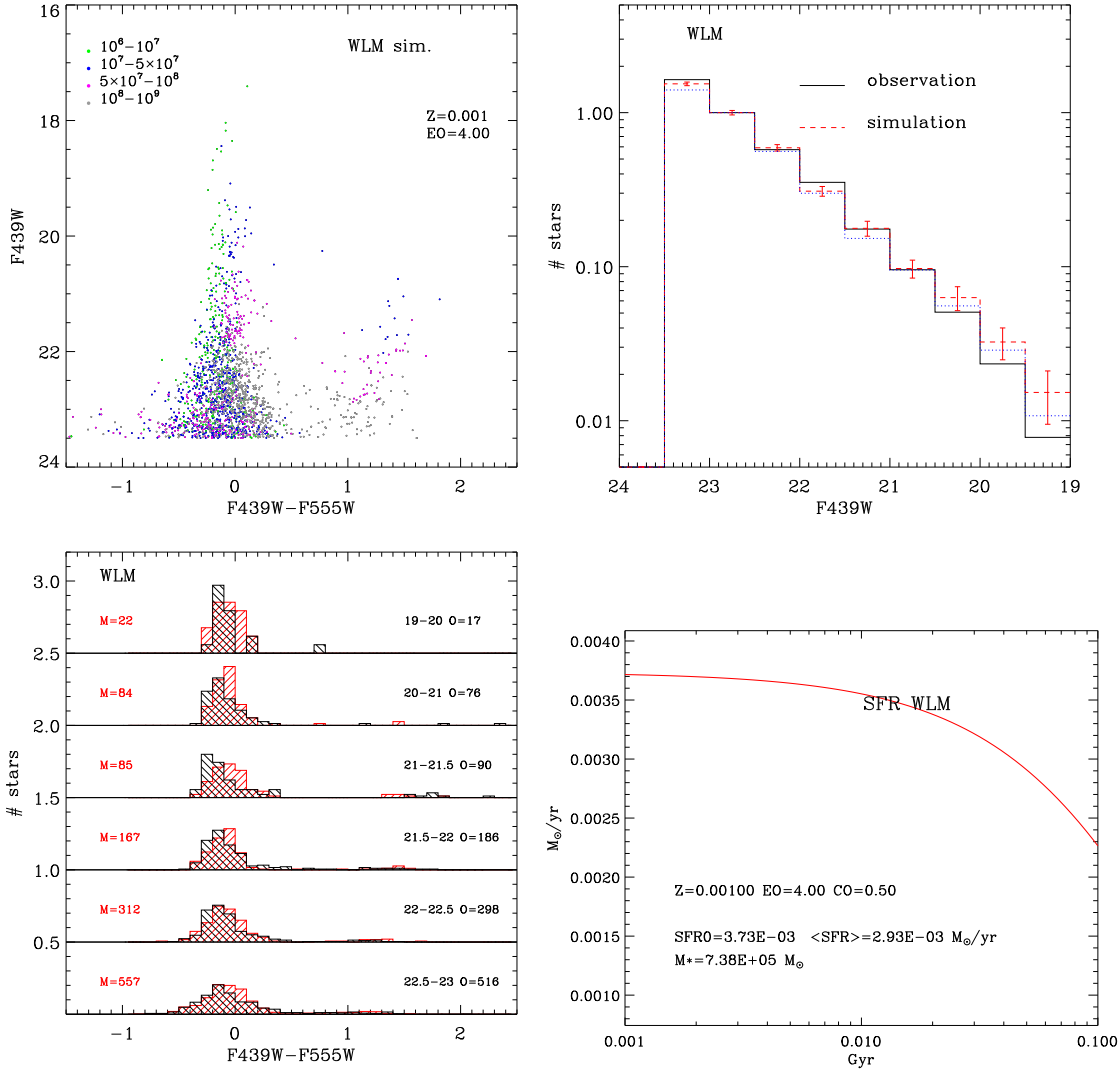 16
18
20
22
24
F439W
WLM sim.
10⁶−10⁷
10⁷−5×10⁷
5×10⁷−10⁸
10⁸−10⁹
Z=0.001
EO=4.00
−1 0 1 2
F439W−F555W
WLM
observation
simulation
1.00
0.10
0.01
# stars
24 23 22 21 20 19
F439W
WLM
3.0
2.5
2.0
1.5
1.0
0.5
# stars
M=22 19−20 O=17
M=84 20−21 O=76
M=85 21−21.5 O=90
M=167 21.5−22 O=186
M=312 22−22.5 O=298
M=557 22.5−23 O=516
−1 0 1 2
F439W−F555W
0.0040
0.0035
0.0030
0.0025
0.0020
0.0015
0.0010
M⊙/yr
SFR WLM
Z=0.00100 EO=4.00 CO=0.50
SFR0=3.73E−03 <SFR>=2.93E−03 M⊙/yr
M*=7.38E+05 M⊙
0.001 0.010 0.100
Gyr